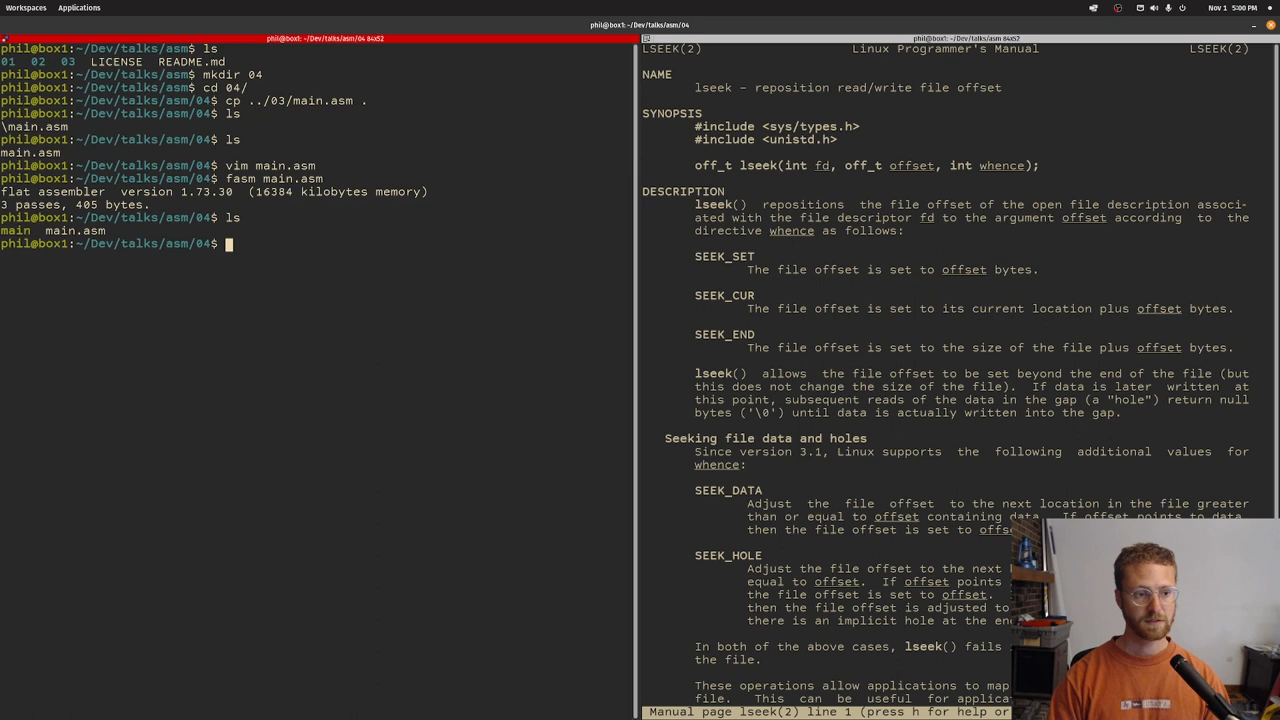 Workspaces Applications Nov 1 5:00 PM
phil@box1: ~/Dev/talks/asm/04
phil@box1: ~/Dev/talks/asm/04 84x52
phil@box1:~/Dev/talks/asm$ ls
01 02 03 LICENSE README.md
phil@box1:~/Dev/talks/asm$ mkdir 04
phil@box1:~/Dev/talks/asm$ cd 04/
phil@box1:~/Dev/talks/asm/04$ cp ../03/main.asm .
phil@box1:~/Dev/talks/asm/04$ ls
\main.asm
phil@box1:~/Dev/talks/asm/04$ ls
main.asm
phil@box1:~/Dev/talks/asm/04$ vim main.asm
phil@box1:~/Dev/talks/asm/04$ fasm main.asm
flat assembler version 1.73.30 (16384 kilobytes memory)
3 passes, 405 bytes.
phil@box1:~/Dev/talks/asm/04$ ls
main main.asm
phil@box1:~/Dev/talks/asm/04$
phil@box1: ~/Dev/talks/asm 84x52
LSEEK(2) Linux Programmer's Manual LSEEK(2)
NAME
lseek - reposition read/write file offset
SYNOPSIS
#include <sys/types.h>
#include <unistd.h>
off_t lseek(int fd, off_t offset, int whence);
DESCRIPTION
lseek() repositions the file offset of the open file description associ-
ated with the file descriptor fd to the argument offset according to the
directive whence as follows:
SEEK_SET
The file offset is set to offset bytes.
SEEK_CUR
The file offset is set to its current location plus offset bytes.
SEEK_END
The file offset is set to the size of the file plus offset bytes.
lseek() allows the file offset to be set beyond the end of the file (but
this does not change the size of the file). If data is later written at
this point, subsequent reads of the data in the gap (a "hole") return null
bytes ('\0') until data is actually written into the gap.
Seeking file data and holes
Since version 3.1, Linux supports the following additional values for
whence:
SEEK_DATA
Adjust the file offset to the next location in the file greater
than or equal to offset containing data. If offset points to data,
then the file offset is set to
SEEK_HOLE
Adjust the file offset to the next
equal to offset. If offset points
the file offset is set to offset.
then the file offset is adjusted to
there is an implicit hole at the
In both of the above cases, lseek() fails
the file.
These operations allow applications to map
file. This can be useful for
Manual page lseek(2) line 1 (press h for help or